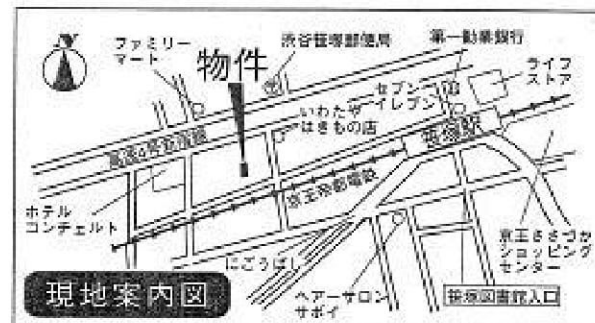 N
ファミリー
マート
渋谷笹塚郵便局
第一勧業銀行
物件
ライフ
ストア
セブン
イレブン
いわたや
はきもの店
笹塚駅
高速4号新宿線
京王帝都電鉄
ホテル
コンチェルト
にごうばし
京王ささづか
ショッピング
センター
ヘアーサロン
サボイ
笹塚図書館入口
現地案内図